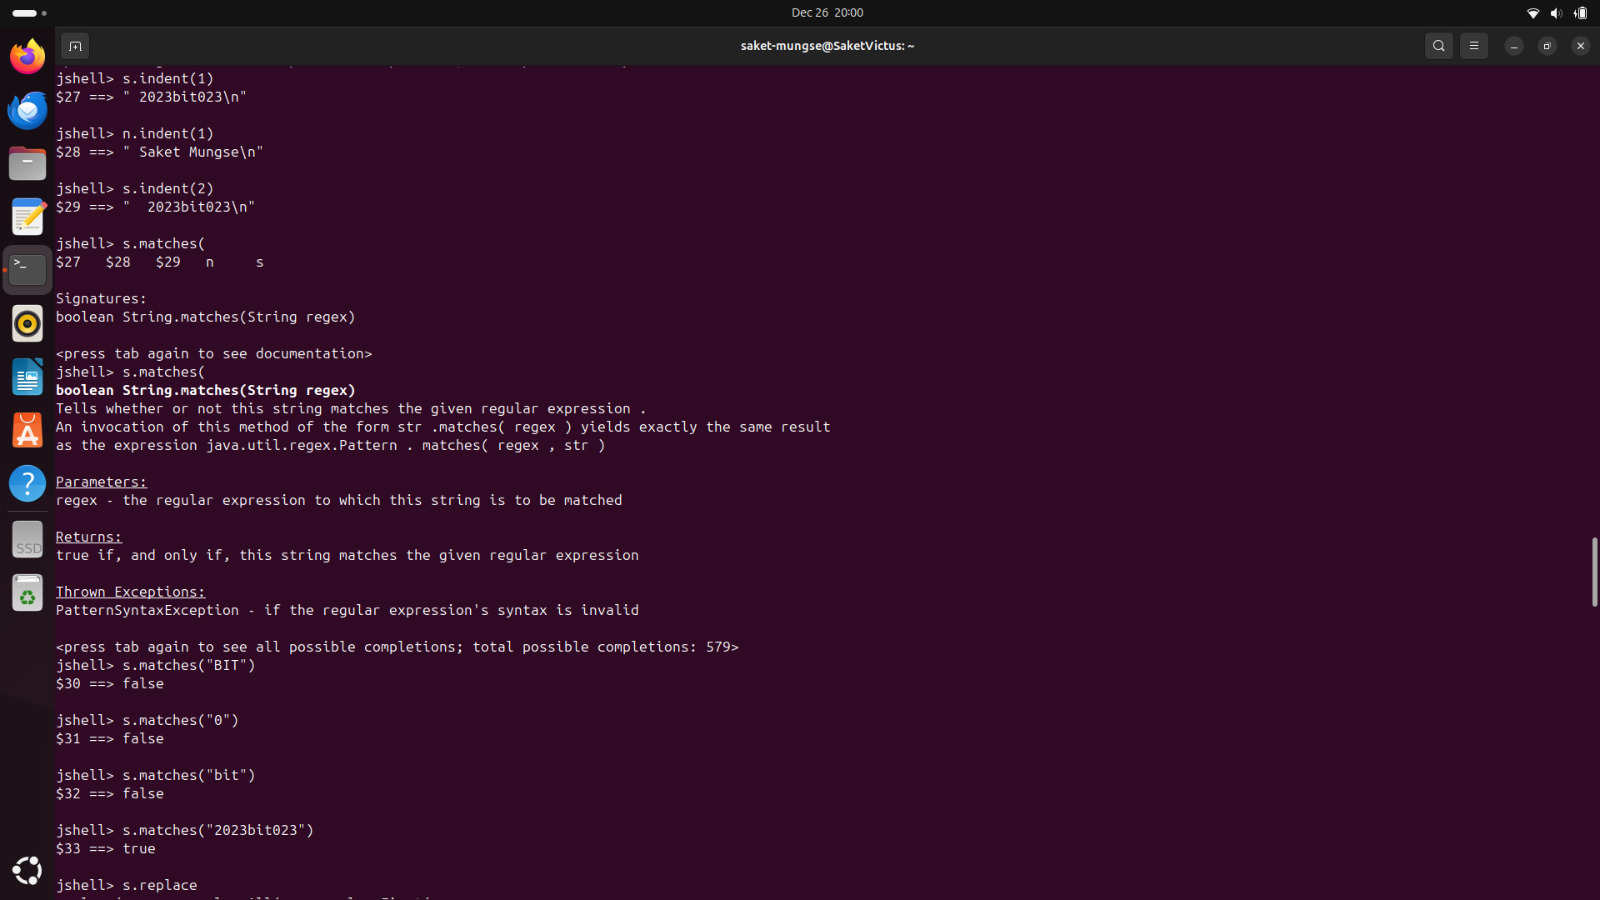 Dec 26 20:00
saket-mungse@SaketVictus: ~
jshell> s.indent(1)
$27 ==> " 2023bit023\n"
jshell> n.indent(1)
$28 ==> " Saket Mungse\n"
jshell> s.indent(2)
$29 ==> "  2023bit023\n"
jshell> s.matches(
$27   $28   $29   n     s
Signatures:
boolean String.matches(String regex)
<press tab again to see documentation>
jshell> s.matches(
boolean String.matches(String regex)
Tells whether or not this string matches the given regular expression .
An invocation of this method of the form str .matches( regex ) yields exactly the same result
as the expression java.util.regex.Pattern . matches( regex , str )
Parameters:
regex - the regular expression to which this string is to be matched
Returns:
true if, and only if, this string matches the given regular expression
Thrown Exceptions:
PatternSyntaxException - if the regular expression's syntax is invalid
<press tab again to see all possible completions; total possible completions: 579>
jshell> s.matches("BIT")
$30 ==> false
jshell> s.matches("0")
$31 ==> false
jshell> s.matches("bit")
$32 ==> false
jshell> s.matches("2023bit023")
$33 ==> true
jshell> s.replace
>_
?
SSD